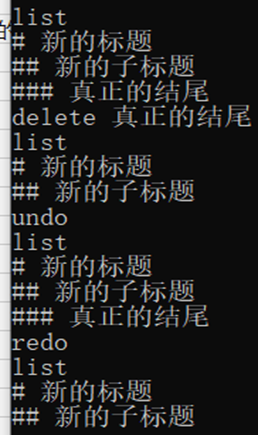 list
# 新的标题
## 新的子标题
### 真正的结尾
delete 真正的结尾
list
# 新的标题
## 新的子标题
undo
list
# 新的标题
## 新的子标题
### 真正的结尾
redo
list
# 新的标题
## 新的子标题